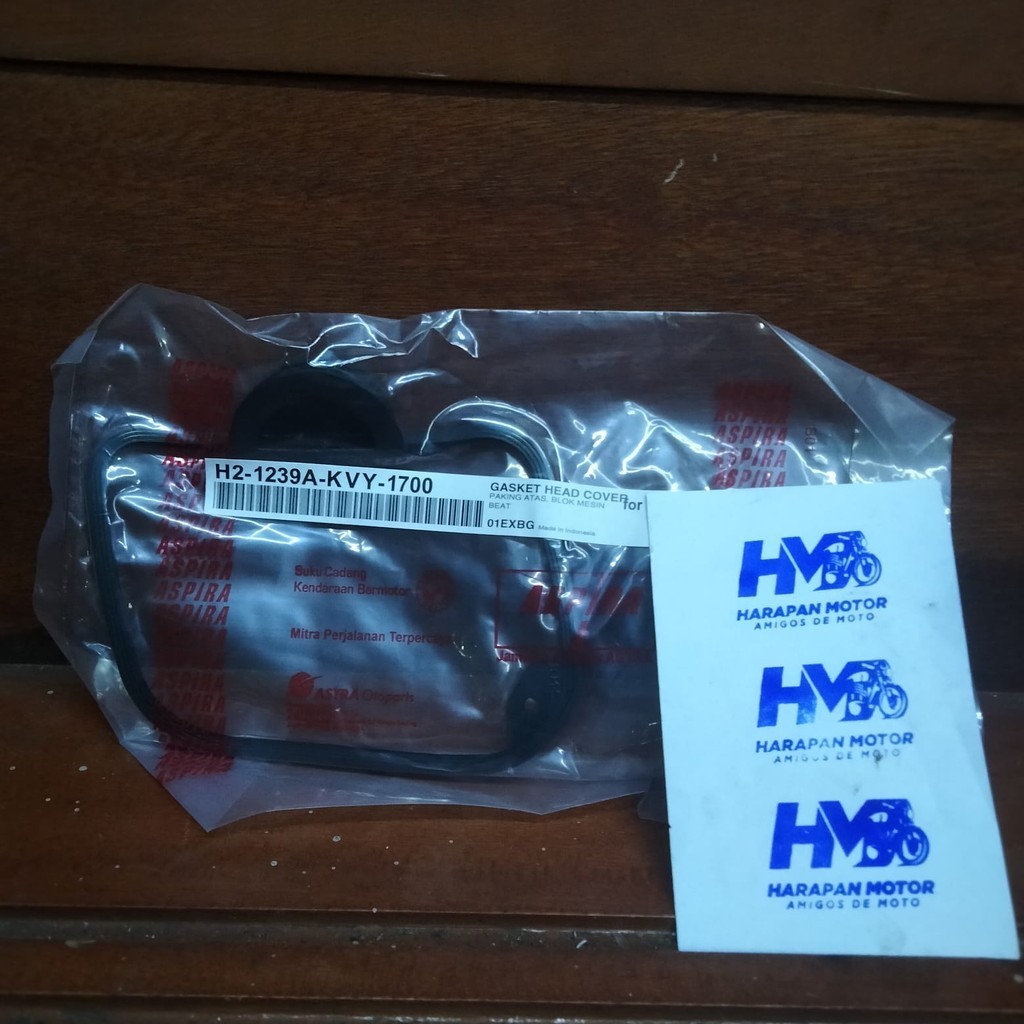 ASPIRA
ASPIRA
ASPIRA
ASPIRA
H2-1239A-KVY-1700
GASKET HEAD COVER
PAKING ATAS, BLOK MESIN
BEAT
for
01EXBG Made in Indonesia
ASPIRA
ASPIRA
ASPIRA
ASPIRA
Suku Cadang
Kendaraan Bermotor
Mitra Perjalanan
ASTRA Otoparts
HM
HARAPAN MOTOR
AMIGOS DE MOTO
HM
HARAPAN MOTOR
AMIGOS DE MOTO
HM
HARAPAN MOTOR
AMIGOS DE MOTO